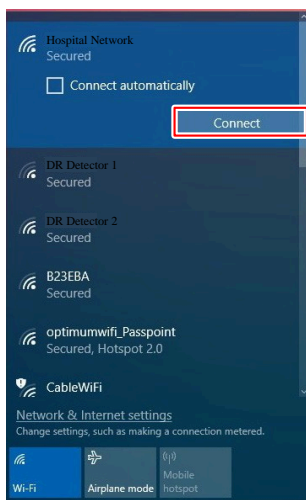 Hospital Network
Secured
Connect automatically
Connect
DR Detector 1
Secured
DR Detector 2
Secured
B23EBA
Secured
optimumwifi_Passpoint
Secured, Hotspot 2.0
CableWiFi
Network & Internet settings
Change settings, such as making a connection metered.
Wi-Fi
Airplane mode
Mobile
hotspot